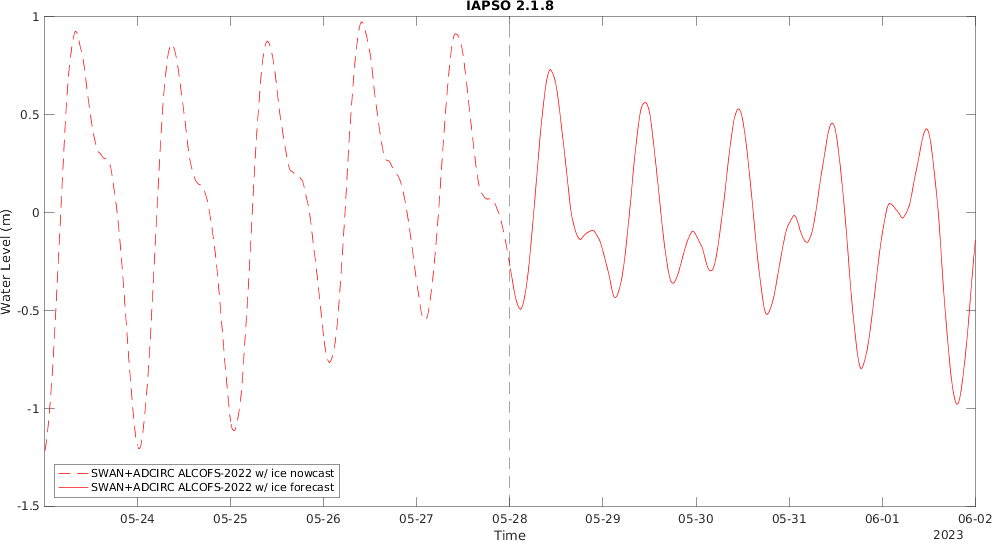 IAPSO 2.1.8
1
0.5
0
-0.5
-1
-1.5
Water Level (m)
SWAN+ADCIRC ALCOFS-2022 w/ ice nowcast
SWAN+ADCIRC ALCOFS-2022 w/ ice forecast
05-24 05-25 05-26 05-27 05-28 05-29 05-30 05-31 06-01 06-02
Time
2023